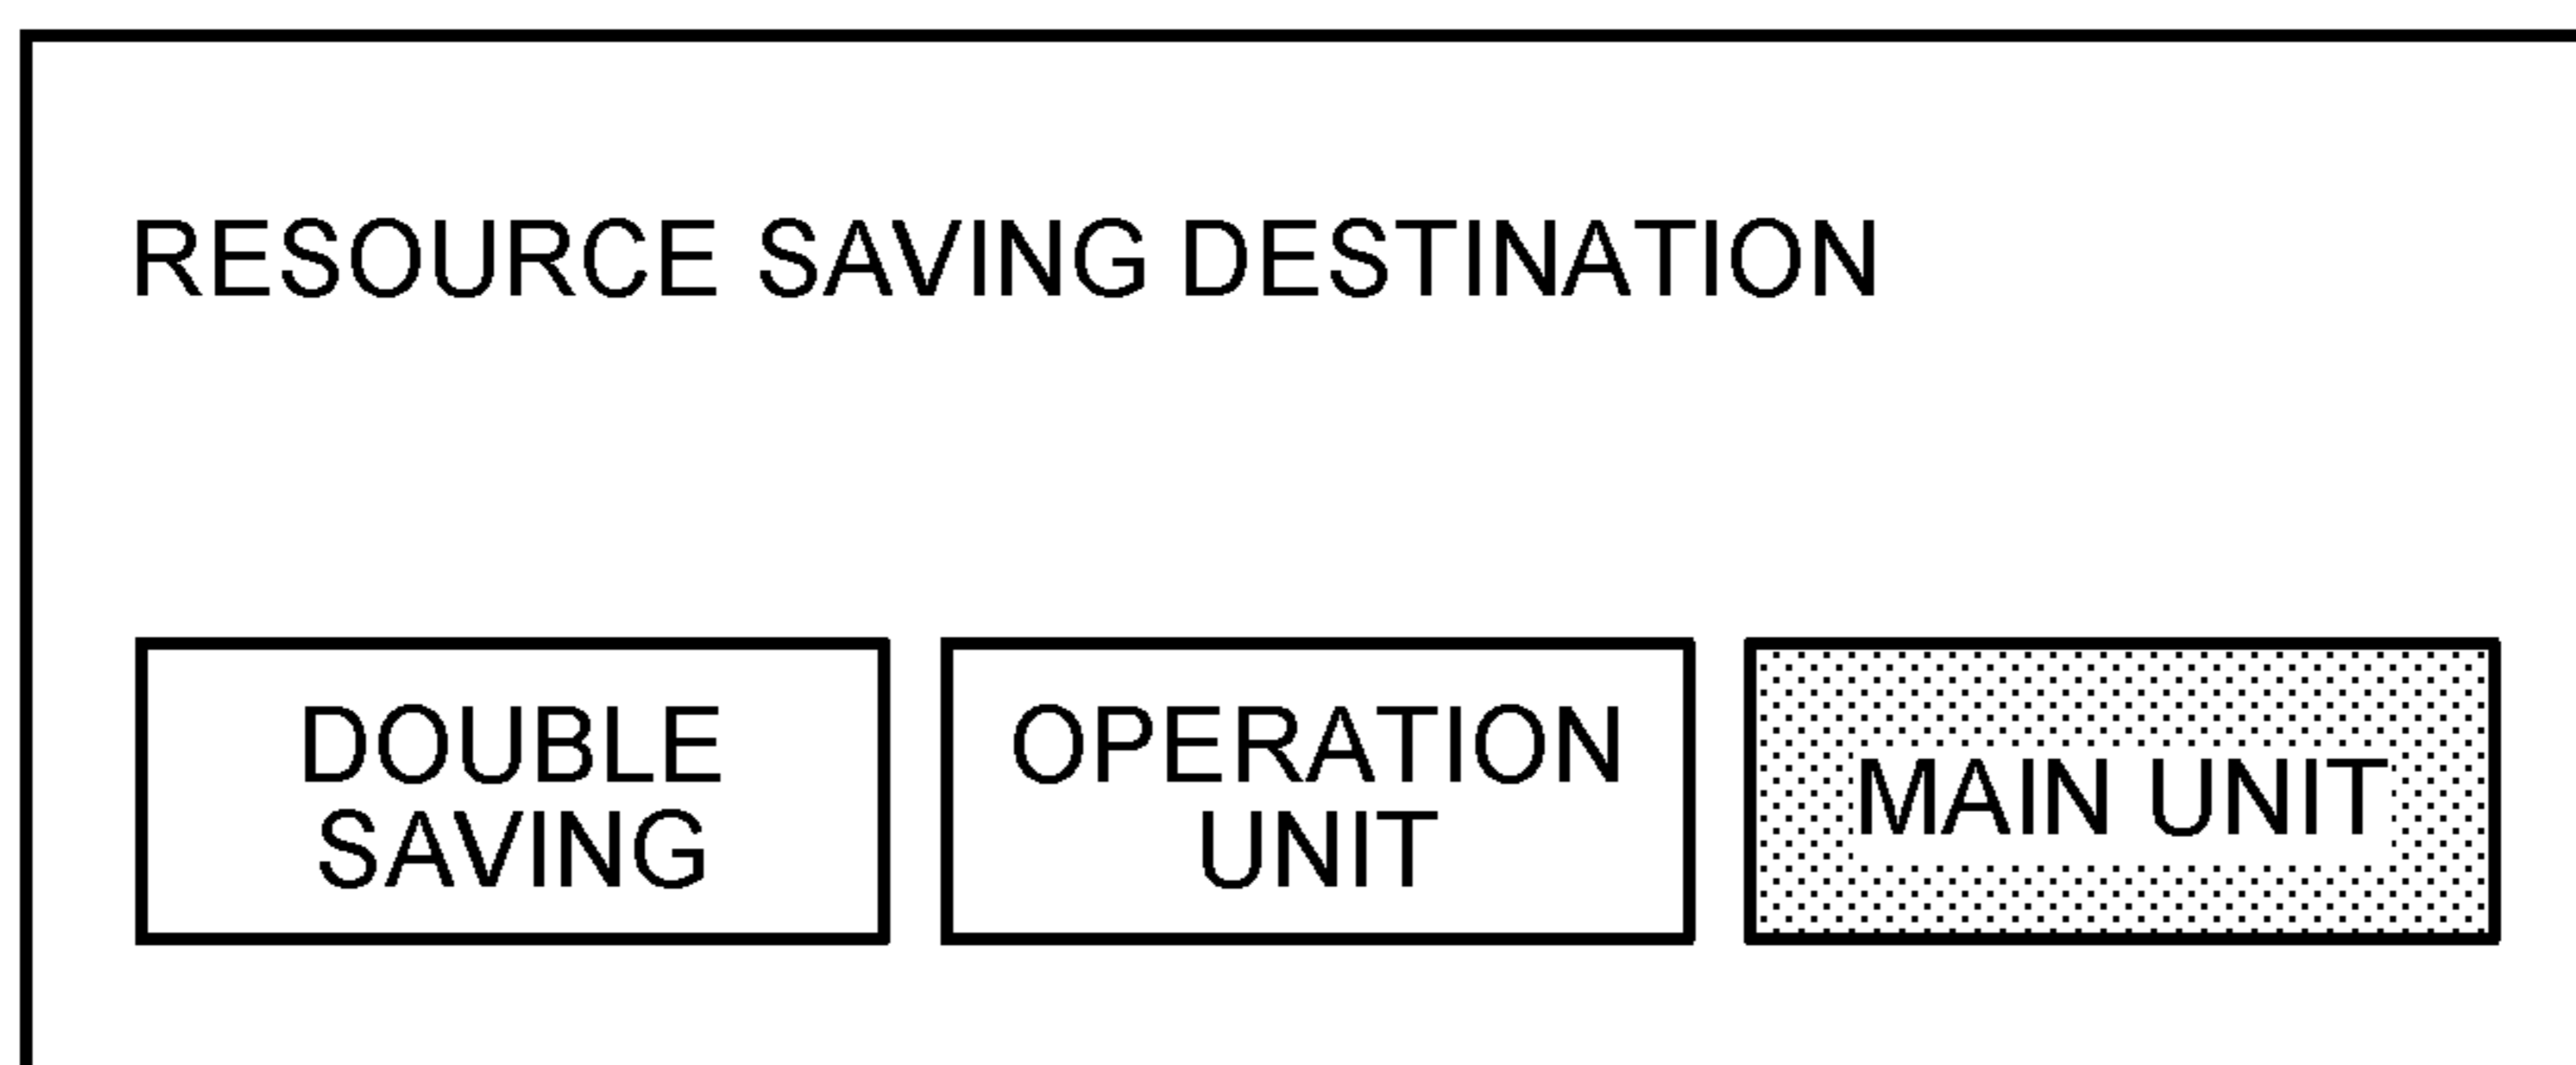 RESOURCE SAVING DESTINATION
DOUBLE
SAVING
OPERATION
UNIT
MAIN UNIT